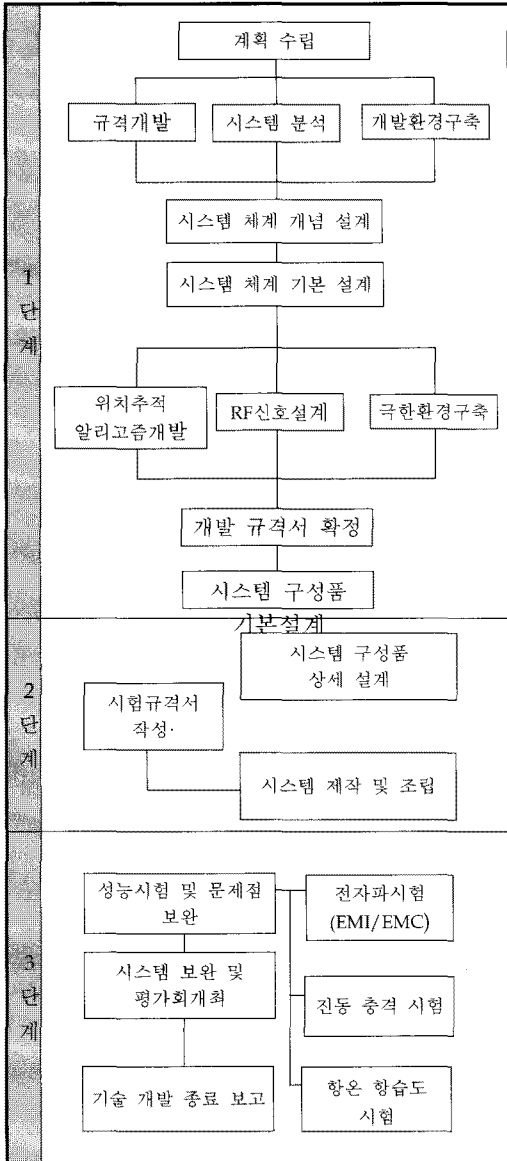 계획 수립
규격개발
시스템 분석
개발환경구축
시스템 체계 개념 설계
시스템 체계 기본 설계
1
단
계
위치추적
알리고즘개발
RF신호설계
극한환경구축
개발 규격서 확정
시스템 구성품
기본설계
2
단
계
시스템 구성품
상세 설계
시험규격서
작성·
시스템 제작 및 조립
3
단
계
성능시험 및 문제점
보완
전자파시험
(EMI/EMC)
시스템 보완 및
평가회개최
진동 충격 시험
기술 개발 종료 보고
항온 항습도
시험